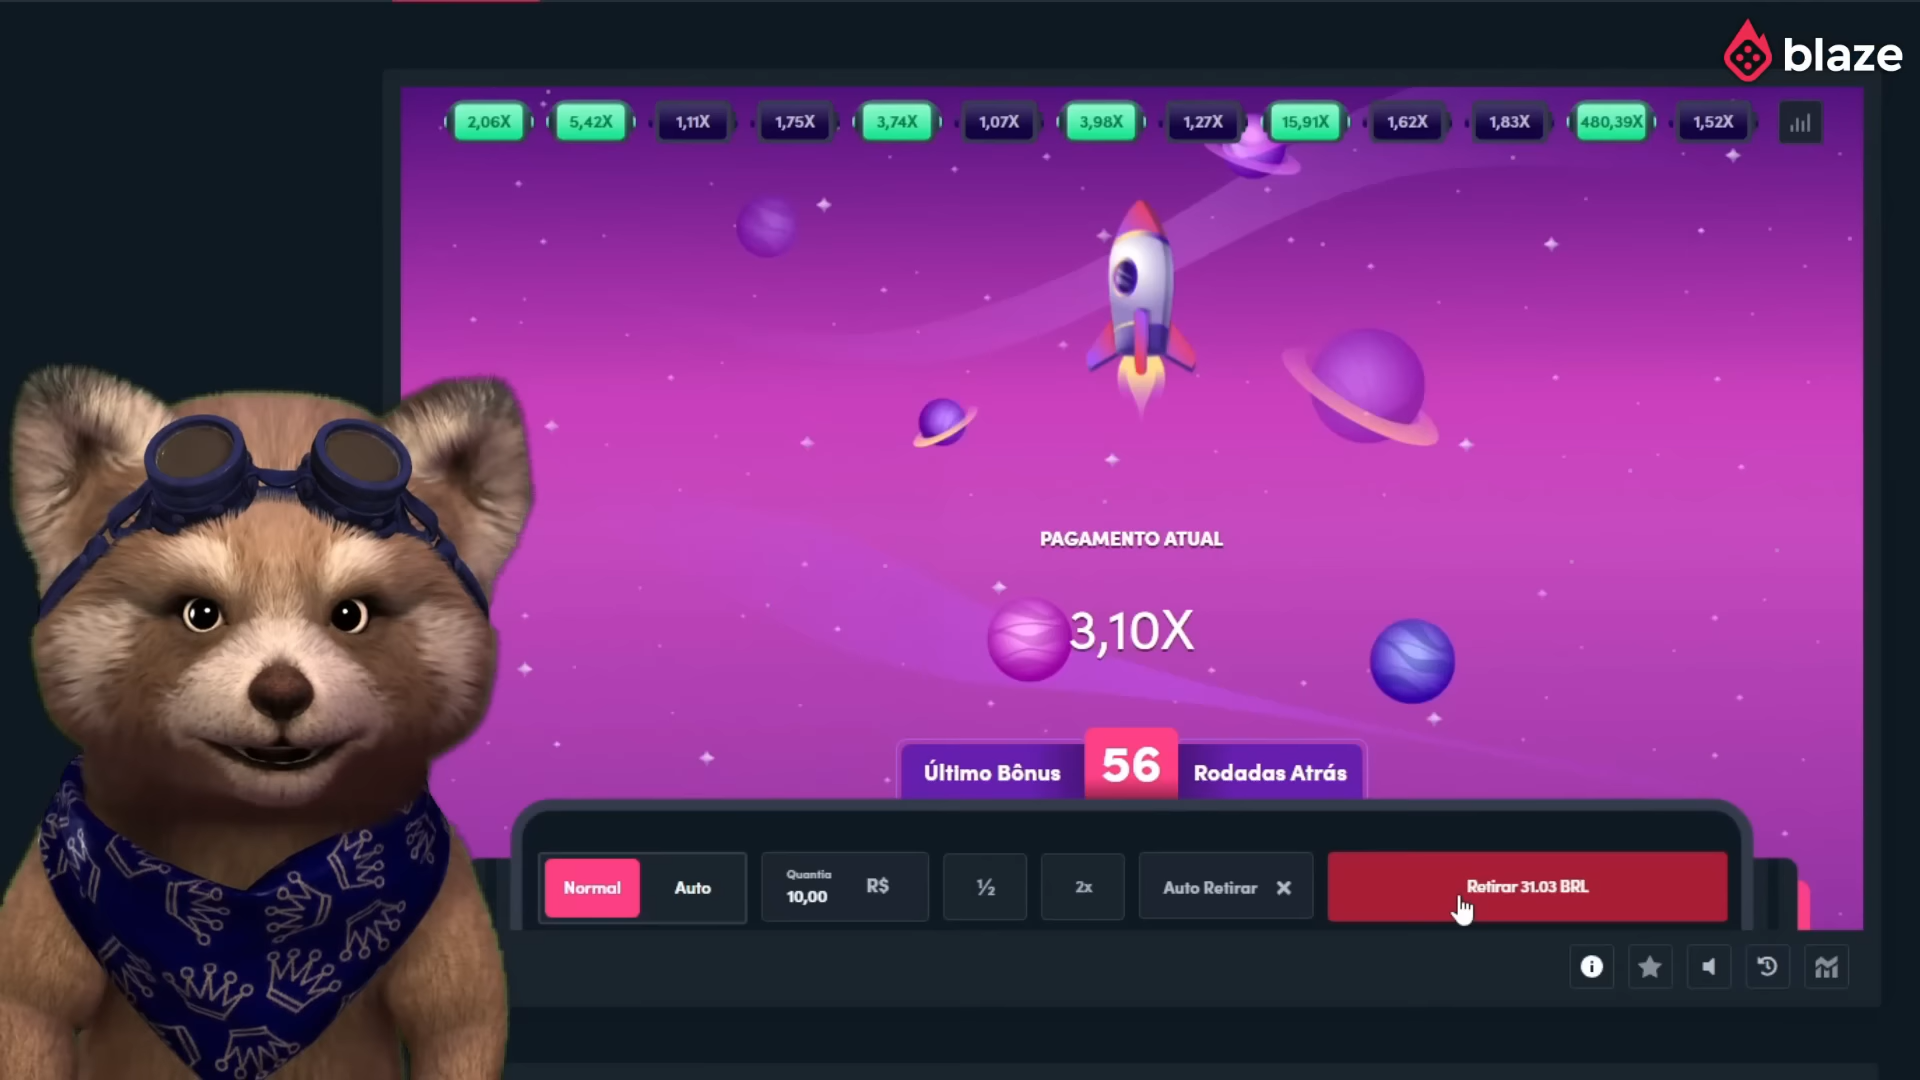 blaze
2,06X 5,42X 1,11X 1,75X 3,74X 1,07X 3,98X 1,27X 15,91X 1,62X 1,83X 480,39X 1,52X
PAGAMENTO ATUAL
3,10X
Último Bônus 56 Rodadas Atrás
Normal Auto Quantia 10,00 R$ ½ 2x Auto Retirar × Retirar 31.03 BRL